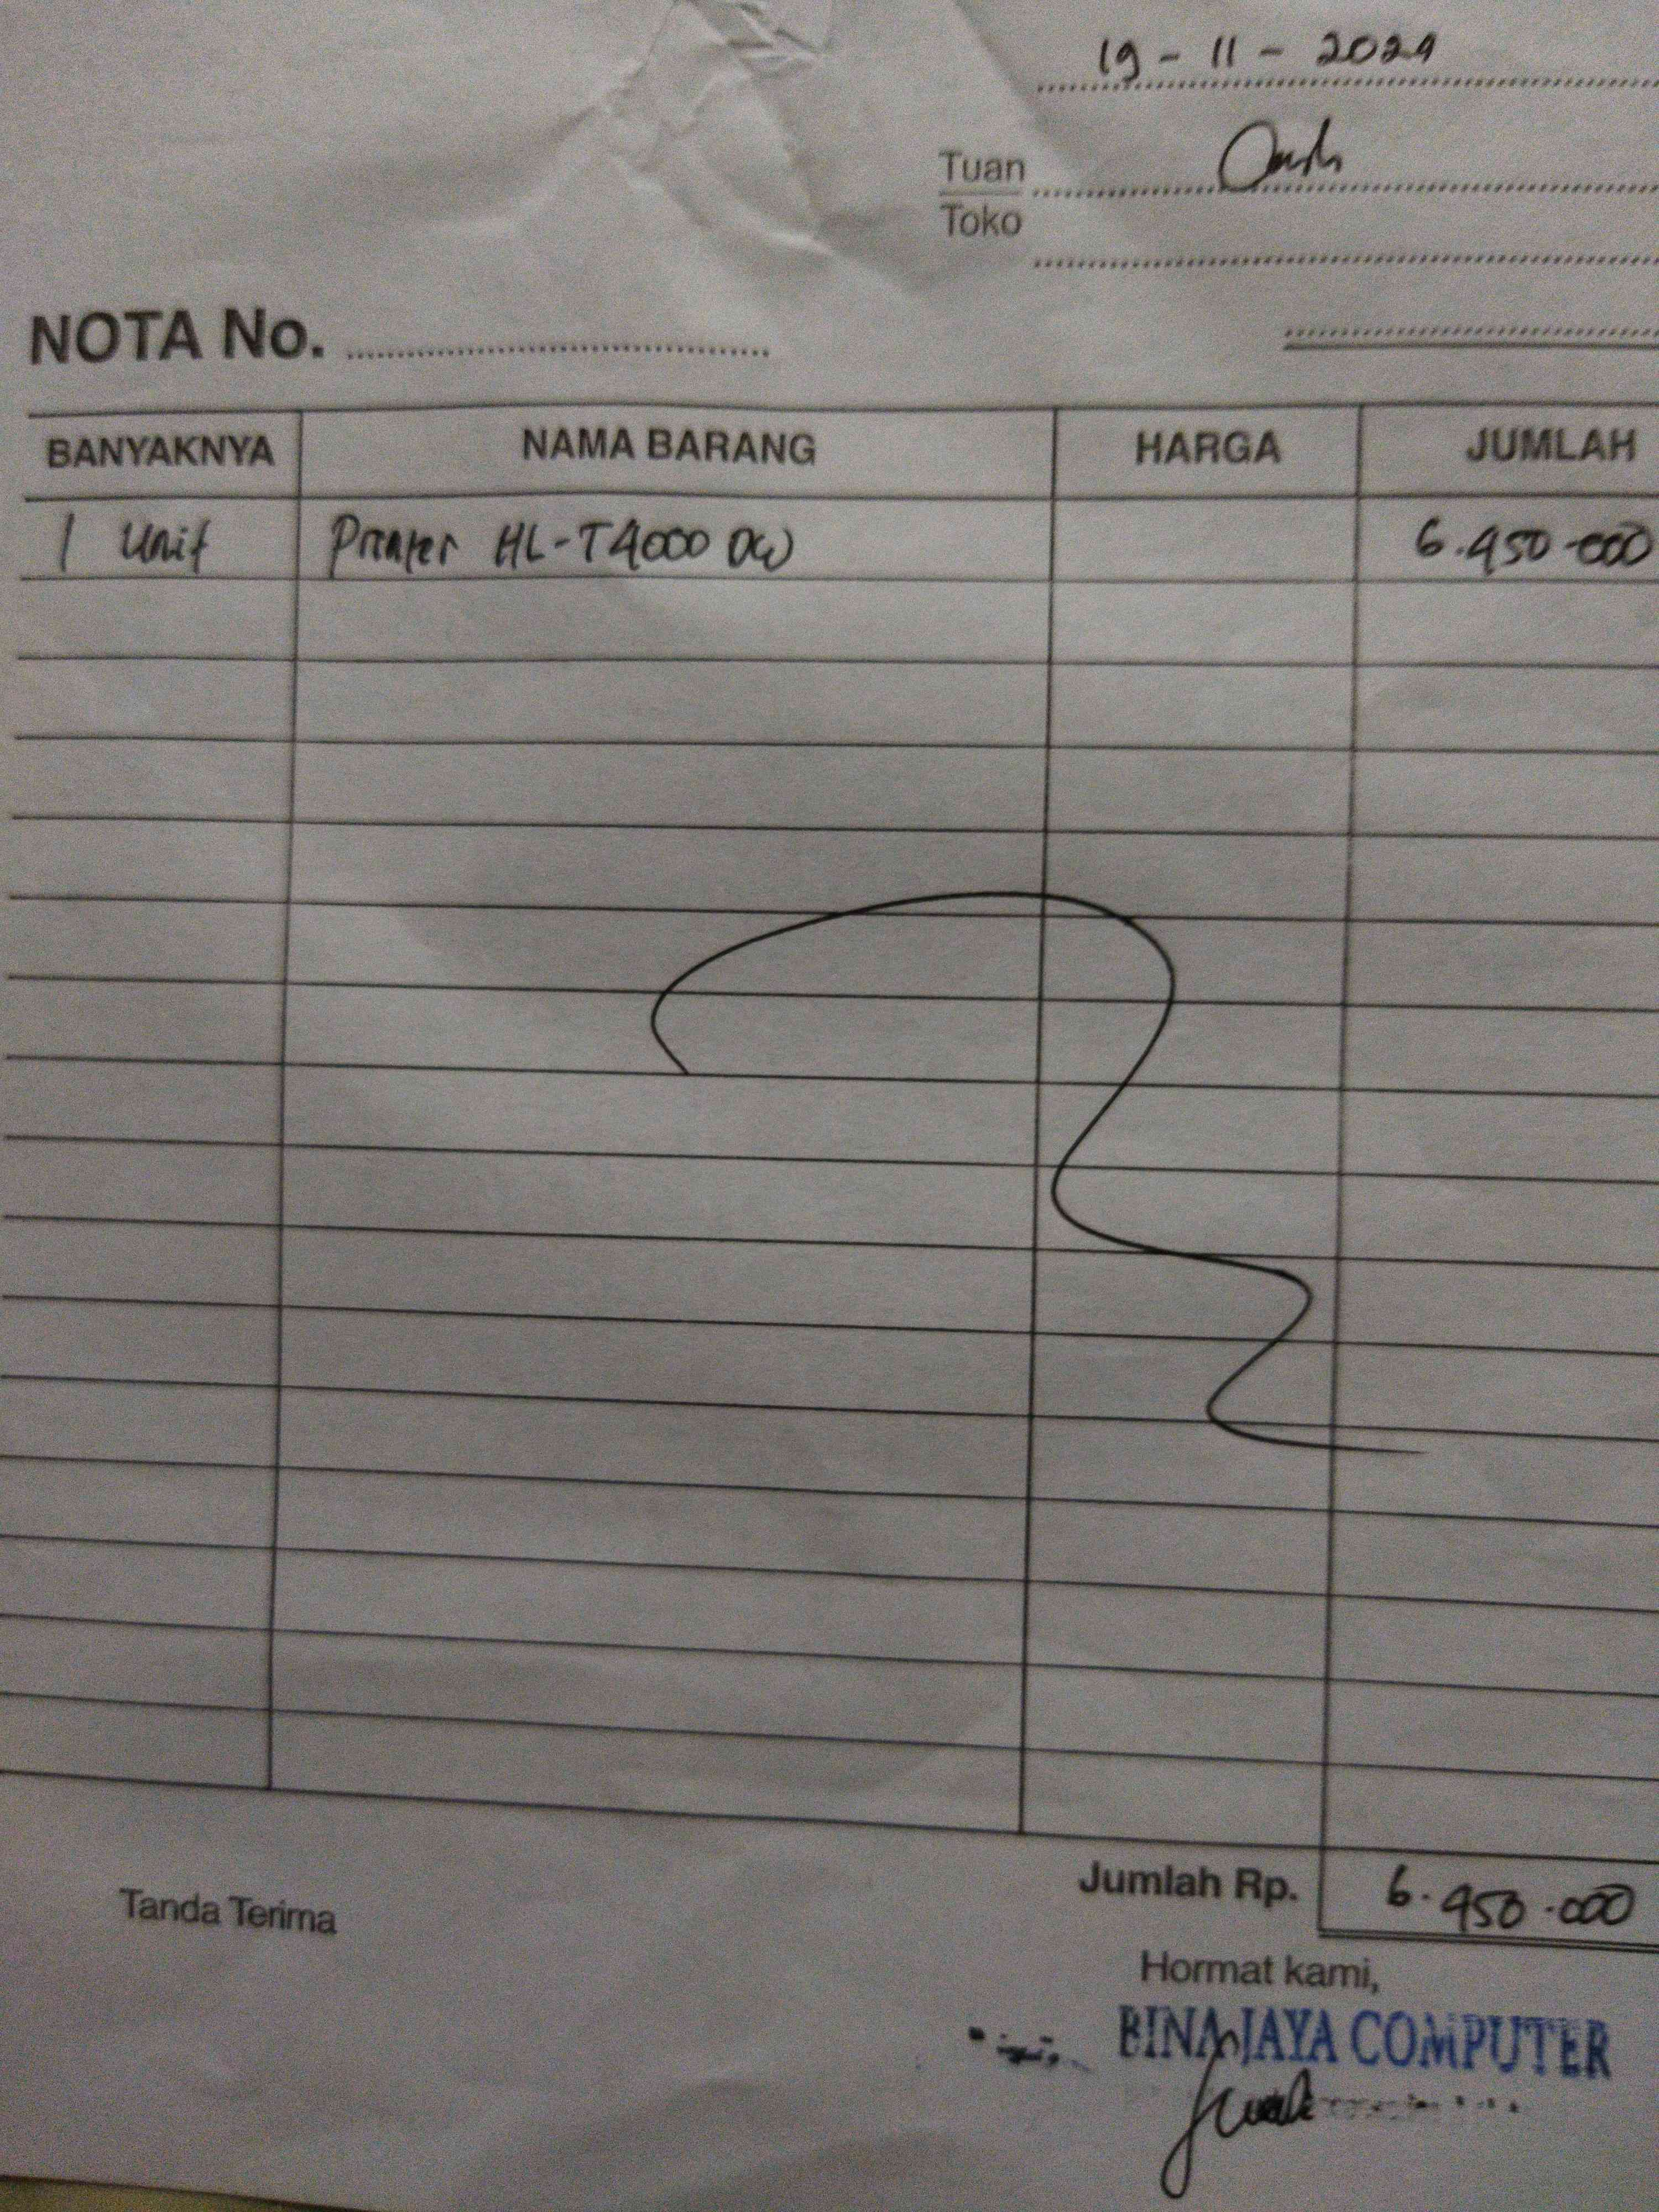 19 - 11 - 2024
Tuan Cash
Toko
NOTA No.
BANYAKNYA NAMA BARANG HARGA JUMLAH
1 Unit Printer HL-T4000 DW 6.450.000
Jumlah Rp. 6.450.000
Tanda Terima
Hormat kami,
BINA JAYA COMPUTER